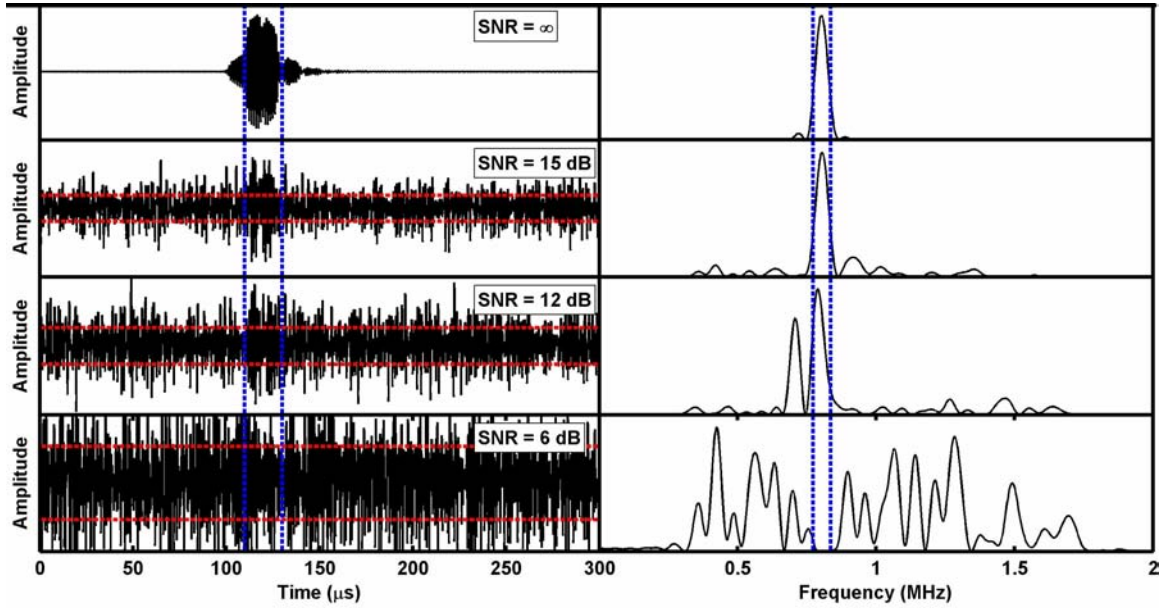 Amplitude
SNR = ∞
Amplitude
SNR = 15 dB
Amplitude
SNR = 12 dB
Amplitude
SNR = 6 dB
0 50 100 150 200 250 300 0.5 1 1.5 2
Time (μs) Frequency (MHz)